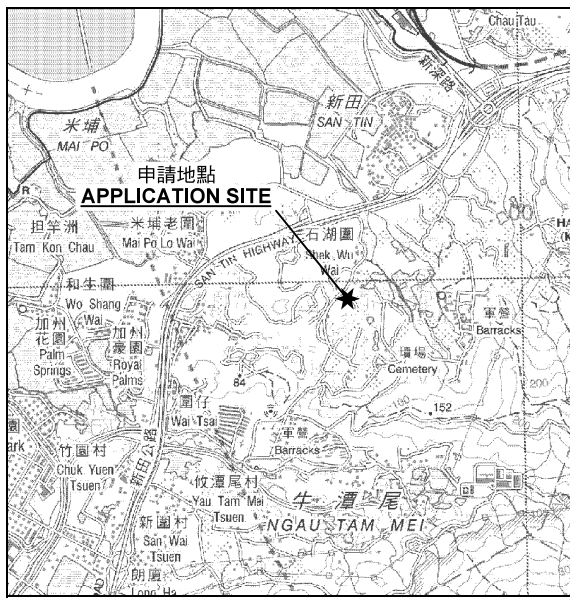 Chau Tau
新深路
新田
SAN TIN
米埔
MAI PO
申請地點
APPLICATION SITE
担竿洲
Tam Kon Chau
米埔老圍
Mai Po Lo Wai
SAN TIN HIGHWAY
石湖圍
Shek Wu
Wai
和生圍
Wo Shang
Wai
加州
花園
Palm
Springs
加州
豪園
Royal
Palms
軍營
Barracks
墳場
Cemetery
84
100
152
200
圍仔
Wai Tsai
軍營
Barracks
竹園村
Chuk Yuen
Tsuen
新田公路
攸潭尾村
Yau Tam Mei
Tsuen
牛潭尾
NGAU TAM MEI
新圍村
San Wai
Tsuen
朗廈
Long Ha